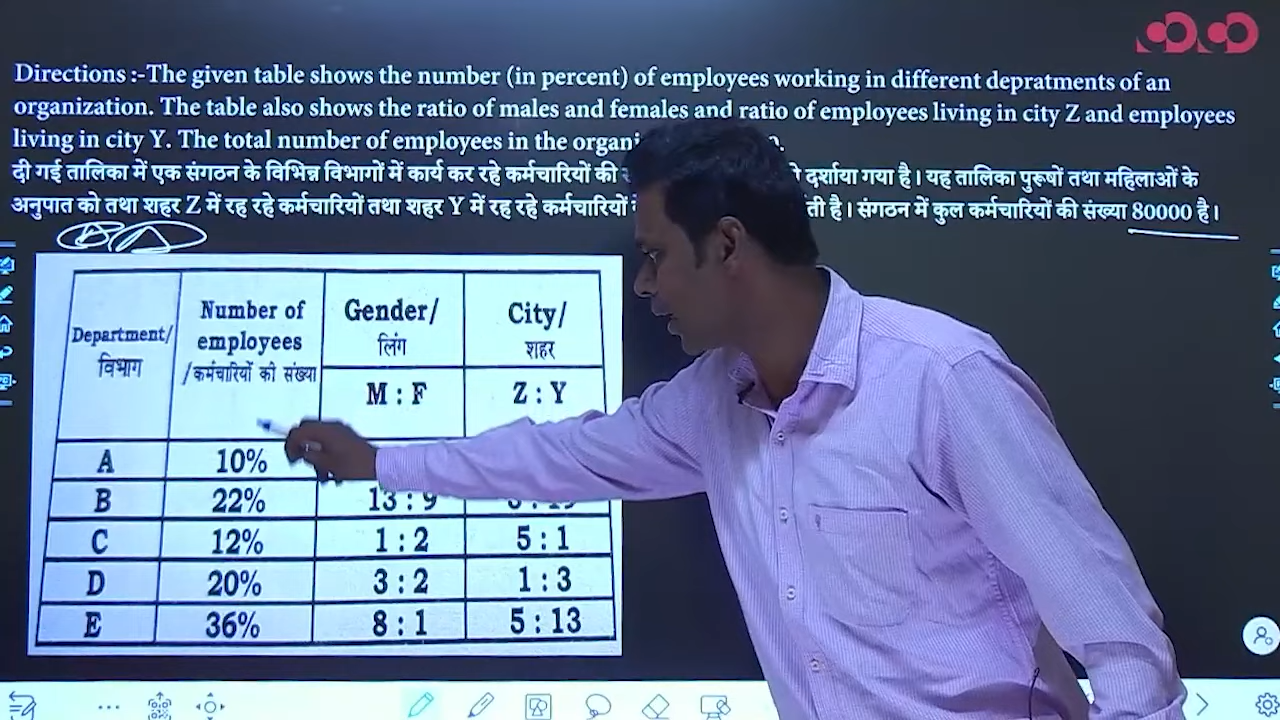 Directions :-The given table shows the number (in percent) of employees working in different depratments of an
organization. The table also shows the ratio of males and females and ratio of employees living in city Z and employees
living in city Y. The total number of employees in the
दी गई तालिका में एक संगठन के विभिन्न विभागों में कार्य कर रहे कर्मचारियों की दर्शाया गया है। यह तालिका पुरूषों तथा महिलाओं के
अनुपात को तथा शहर Z में रह रहे कर्मचारियों तथा शहर Y में रह रहे कर्मचारियों है। संगठन में कुल कर्मचारियों की संख्या 80000 है।
Department/ विभाग Number of employees /कर्मचारियों की संख्या Gender/ लिंग City/ शहर
M : F Z : Y
A 10%
B 22% 13 : 9
C 12% 1 : 2 5 : 1
D 20% 3 : 2 1 : 3
E 36% 8 : 1 5 : 13